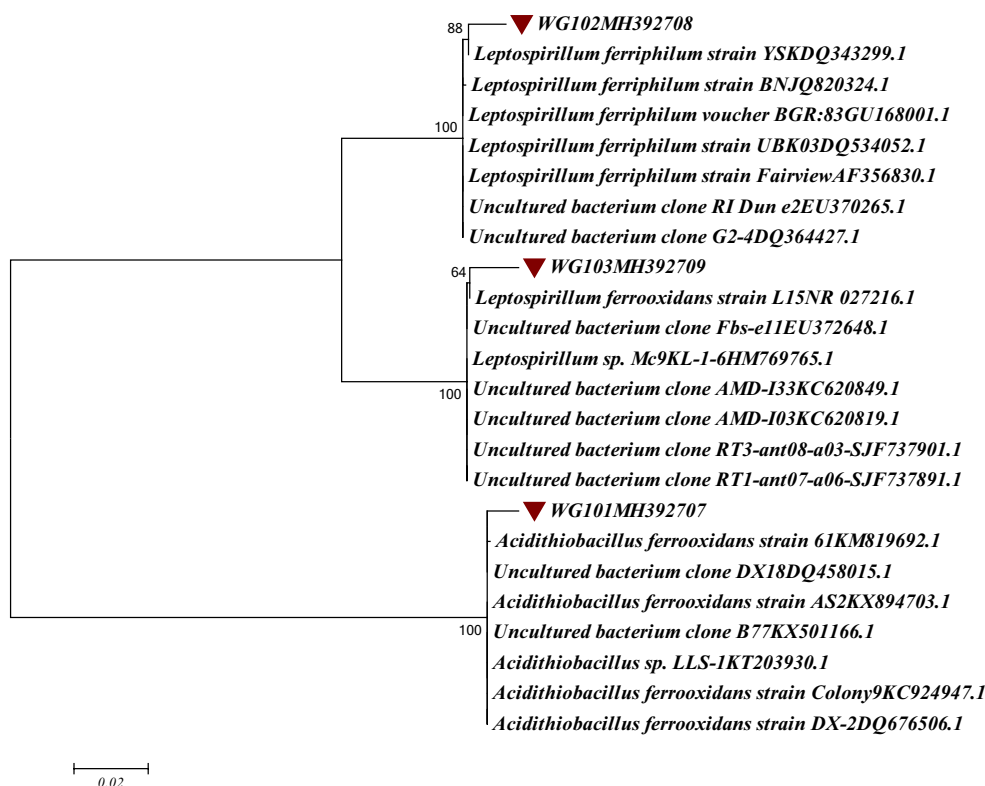 88
WG102MH392708
Leptospirillum ferriphilum strain YSKDQ343299.1
Leptospirillum ferriphilum strain BNJQ820324.1
Leptospirillum ferriphilum voucher BGR:83GU168001.1
100
Leptospirillum ferriphilum strain UBK03DQ534052.1
Leptospirillum ferriphilum strain FairviewAF356830.1
Uncultured bacterium clone RI Dun e2EU370265.1
Uncultured bacterium clone G2-4DQ364427.1
64
WG103MH392709
Leptospirillum ferrooxidans strain L15NR 027216.1
Uncultured bacterium clone Fbs-e11EU372648.1
Leptospirillum sp. Mc9KL-1-6HM769765.1
Uncultured bacterium clone AMD-I33KC620849.1
100
Uncultured bacterium clone AMD-I03KC620819.1
Uncultured bacterium clone RT3-ant08-a03-SJF737901.1
Uncultured bacterium clone RT1-ant07-a06-SJF737891.1
WG101MH392707
Acidithiobacillus ferrooxidans strain 61KM819692.1
Uncultured bacterium clone DX18DQ458015.1
Acidithiobacillus ferrooxidans strain AS2KX894703.1
100
Uncultured bacterium clone B77KX501166.1
Acidithiobacillus sp. LLS-1KT203930.1
Acidithiobacillus ferrooxidans strain Colony9KC924947.1
Acidithiobacillus ferrooxidans strain DX-2DQ676506.1
0.02